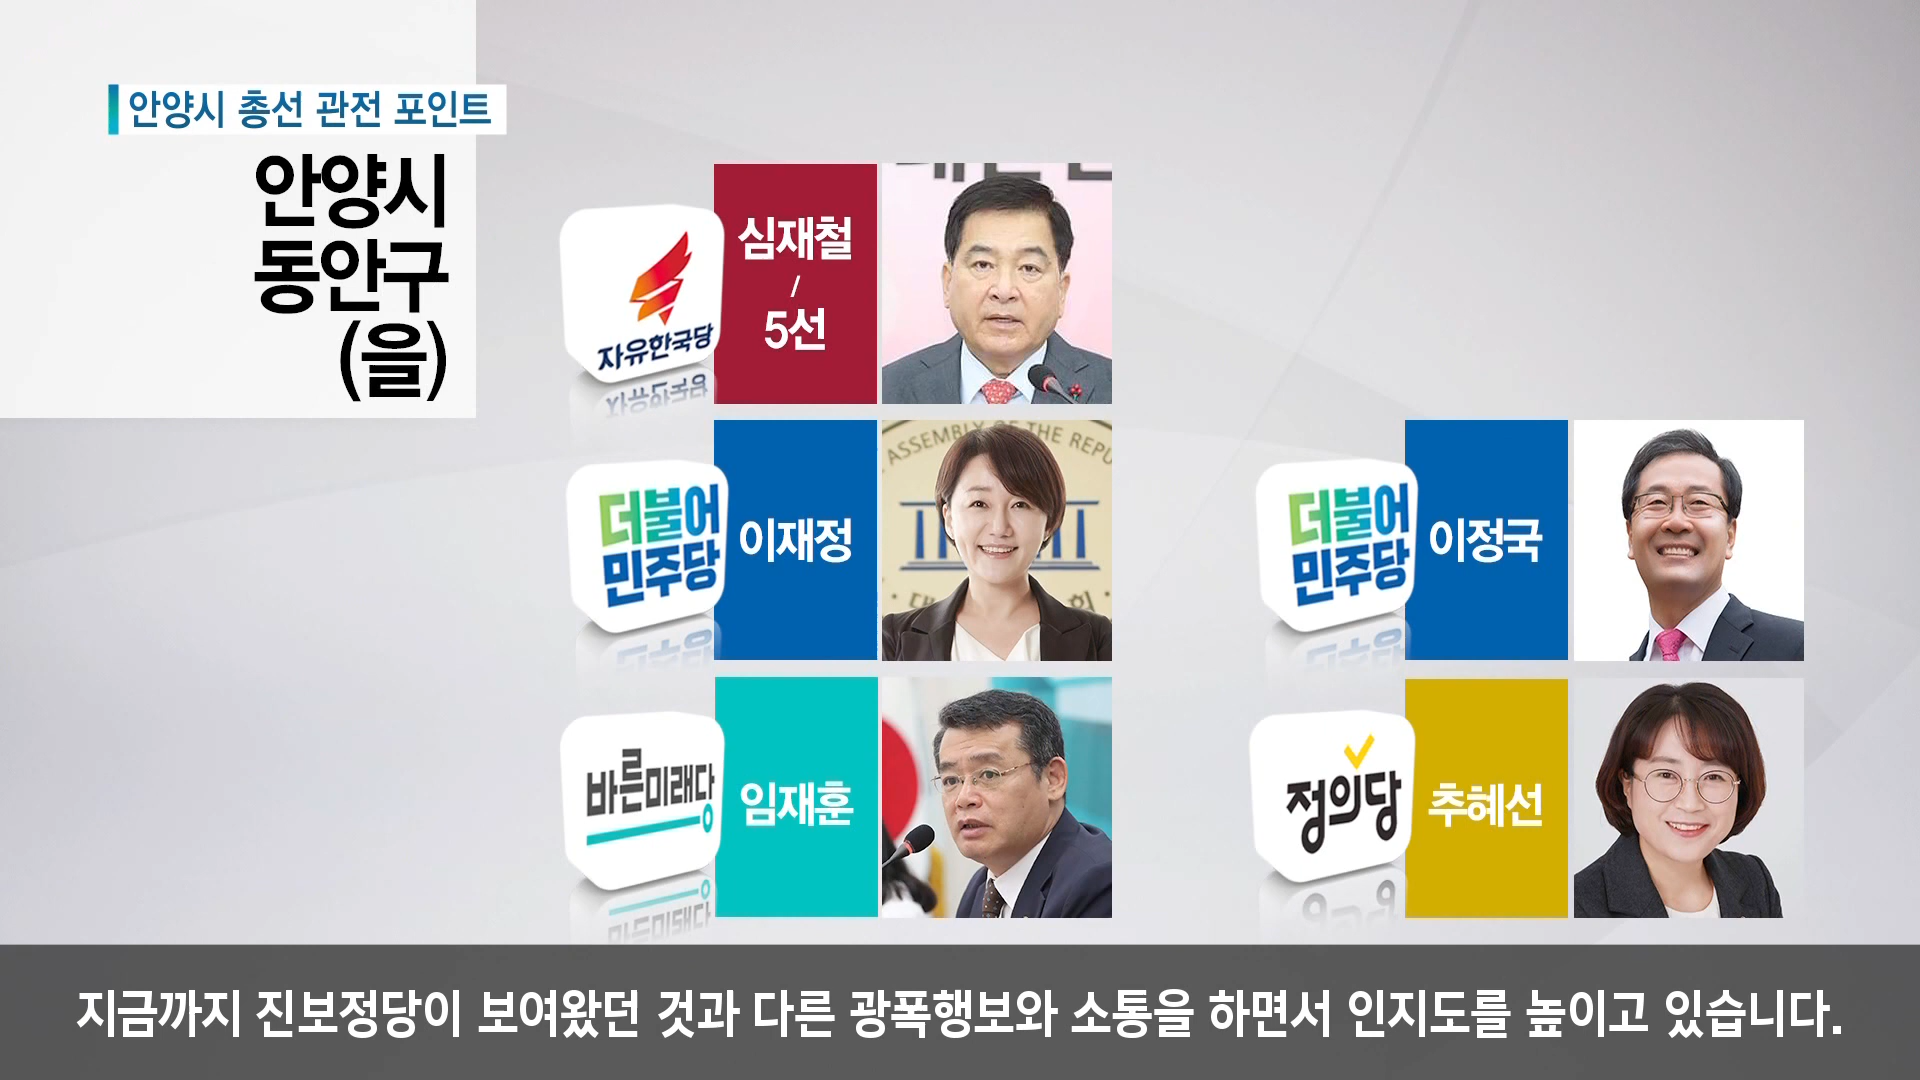 안양시 총선 관전 포인트
안양시
동안구
(을)
자유한국당
심재철
/
5선
더불어
민주당
이재정
ASSEMBLY OF THE REPU
더불어
민주당
이정국
바른미래당
임재훈
정의당
추혜선
지금까지 진보정당이 보여왔던 것과 다른 광폭행보와 소통을 하면서 인지도를 높이고 있습니다.